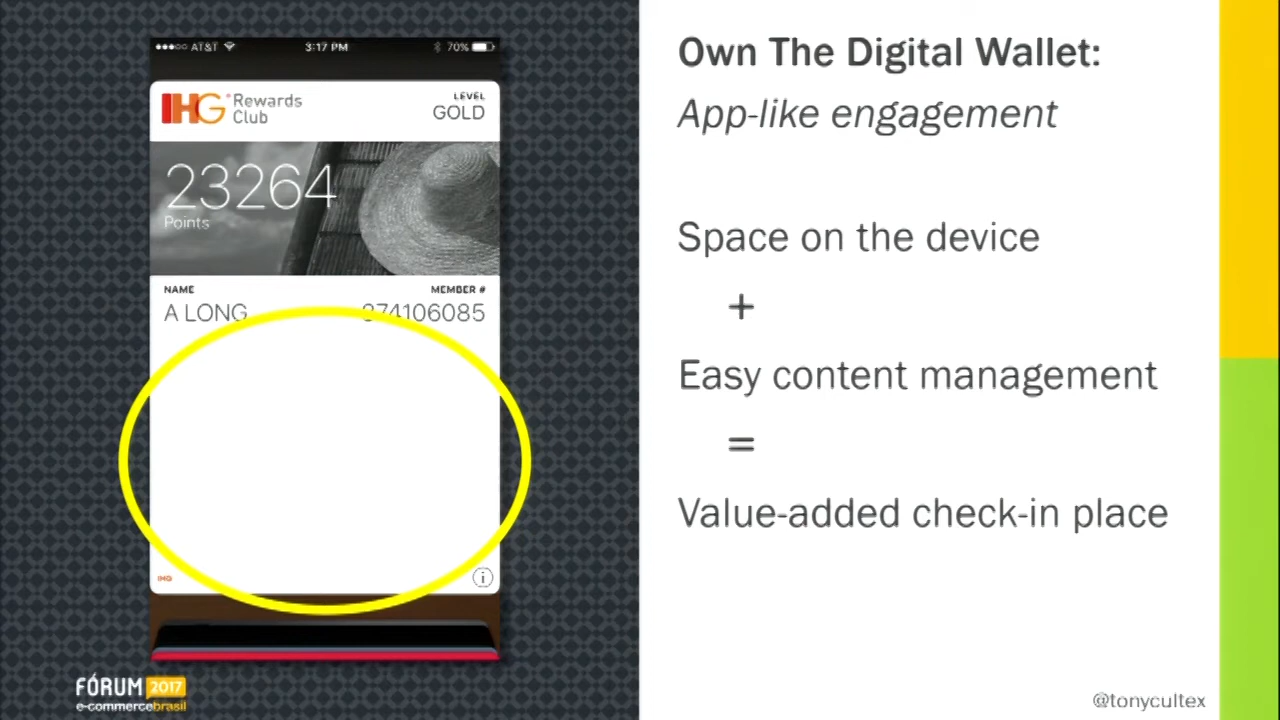 AT&T
3:17 PM
70%
IHG Rewards
Club
LEVEL
GOLD
23264
Points
NAME
MEMBER #
A LONG
874106085
IHG
FÓRUM 2017
e-commercebrasil
Own The Digital Wallet:
App-like engagement
Space on the device
+
Easy content management
=
Value-added check-in place
@tonycultex